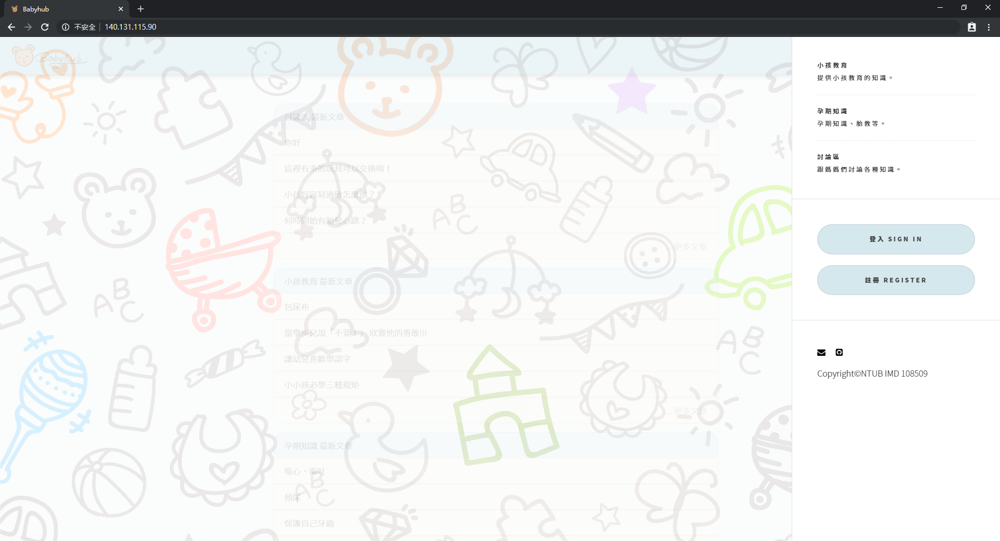 Babyhub
不安全
140.131.115.90
Babyhub
討論版 最新文章
你好
這裡有多的玩具可以交換唷！
小孩好容易過敏怎麼辦？
何時開始有胎兒心跳？
... 更多文章
小孩教育 最新文章
包尿布
當學步兒說「不要！」 欣賞他的勇敢!!!
讓幼兒喜歡學認字
小小孩必學三種規矩
... 更多文章
孕期知識 最新文章
噁心、嘔吐
頻尿
保護自己牙齒
小孩教育
提供小孩教育的知識。
孕期知識
孕期知識、胎教等。
討論區
跟媽媽們討論各種知識。
登入 SIGN IN
註冊 REGISTER
Copyright©NTUB IMD 108509
ABC
ABC
ABC
ABC